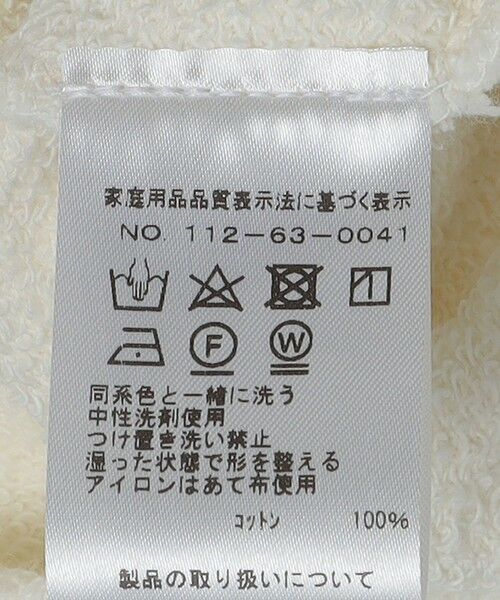 家庭用品品質表示法に基づく表示
NO. 112-63-0041
F W
同系色と一緒に洗う
中性洗剤使用
つけ置き洗い禁止
湿った状態で形を整える
アイロンはあて布使用
コットン 100%
製品の取り扱いについて